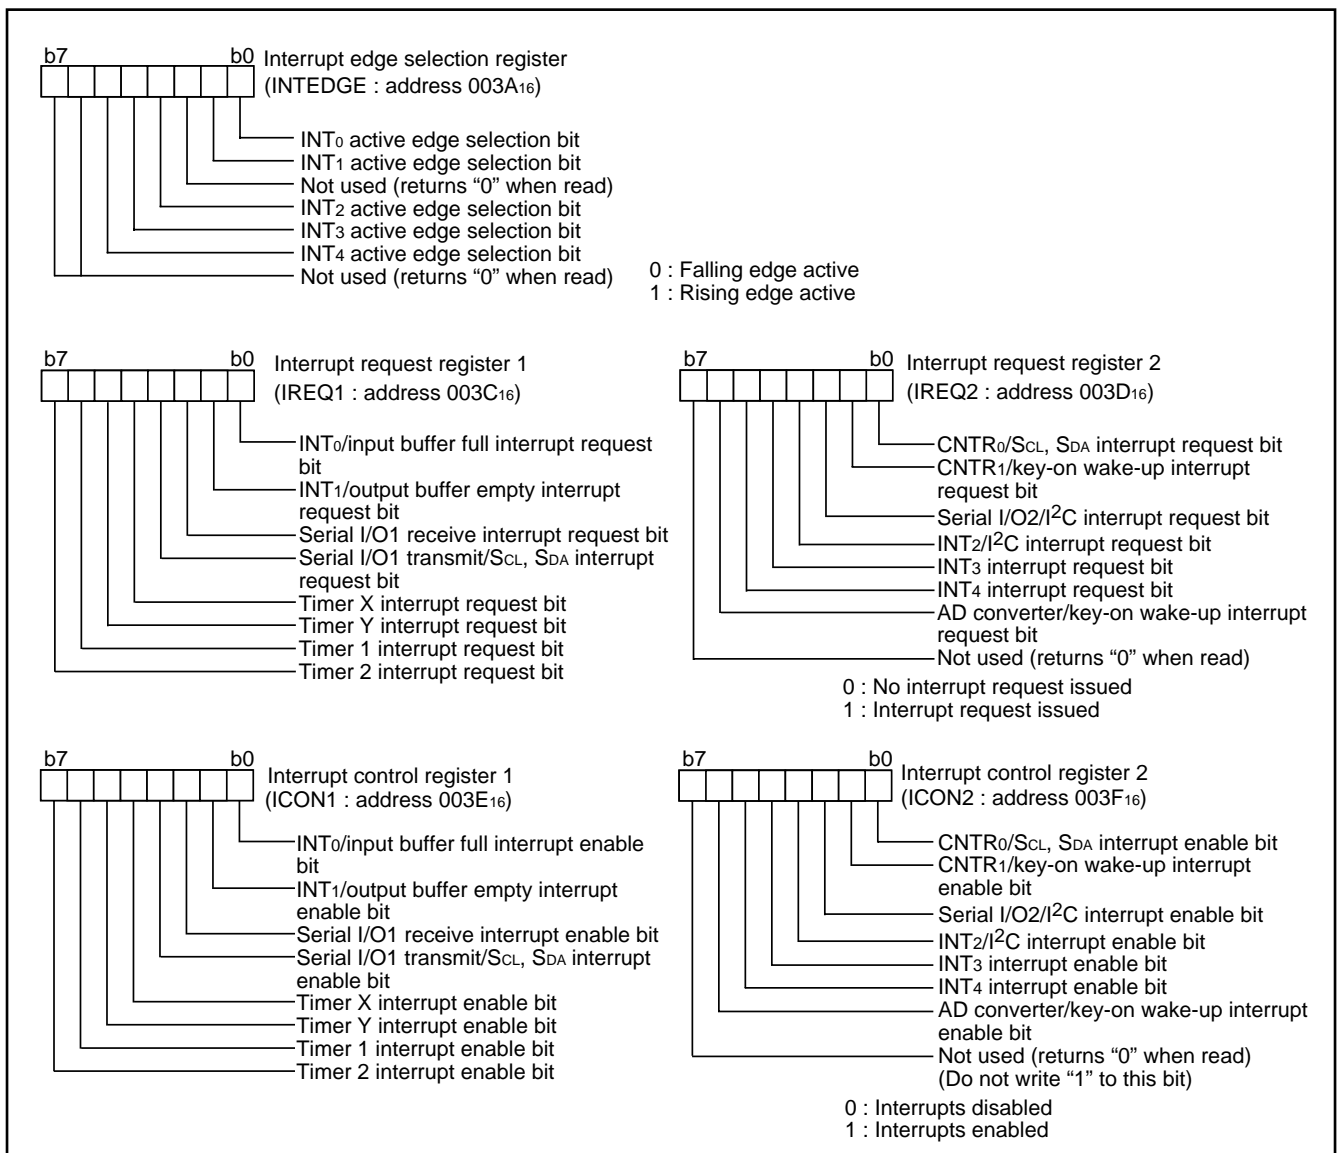 b7 b0 Interrupt edge selection register
(INTEDGE : address 003A16)
INT0 active edge selection bit
INT1 active edge selection bit
Not used (returns “0” when read)
INT2 active edge selection bit
INT3 active edge selection bit
INT4 active edge selection bit
Not used (returns “0” when read)
0 : Falling edge active
1 : Rising edge active
b7 b0 Interrupt request register 1
(IREQ1 : address 003C16)
INT0/input buffer full interrupt request
bit
INT1/output buffer empty interrupt
request bit
Serial I/O1 receive interrupt request bit
Serial I/O1 transmit/SCL, SDA interrupt
request bit
Timer X interrupt request bit
Timer Y interrupt request bit
Timer 1 interrupt request bit
Timer 2 interrupt request bit
b7 b0 Interrupt request register 2
(IREQ2 : address 003D16)
CNTR0/SCL, SDA interrupt request bit
CNTR1/key-on wake-up interrupt
request bit
Serial I/O2/I2C interrupt request bit
INT2/I2C interrupt request bit
INT3 interrupt request bit
INT4 interrupt request bit
AD converter/key-on wake-up interrupt
request bit
Not used (returns “0” when read)
0 : No interrupt request issued
1 : Interrupt request issued
b7 b0 Interrupt control register 1
(ICON1 : address 003E16)
INT0/input buffer full interrupt enable
bit
INT1/output buffer empty interrupt
enable bit
Serial I/O1 receive interrupt enable bit
Serial I/O1 transmit/SCL, SDA interrupt
enable bit
Timer X interrupt enable bit
Timer Y interrupt enable bit
Timer 1 interrupt enable bit
Timer 2 interrupt enable bit
b7 b0 Interrupt control register 2
(ICON2 : address 003F16)
CNTR0/SCL, SDA interrupt enable bit
CNTR1/key-on wake-up interrupt
enable bit
Serial I/O2/I2C interrupt enable bit
INT2/I2C interrupt enable bit
INT3 interrupt enable bit
INT4 interrupt enable bit
AD converter/key-on wake-up interrupt
enable bit
Not used (returns “0” when read)
(Do not write “1” to this bit)
0 : Interrupts disabled
1 : Interrupts enabled